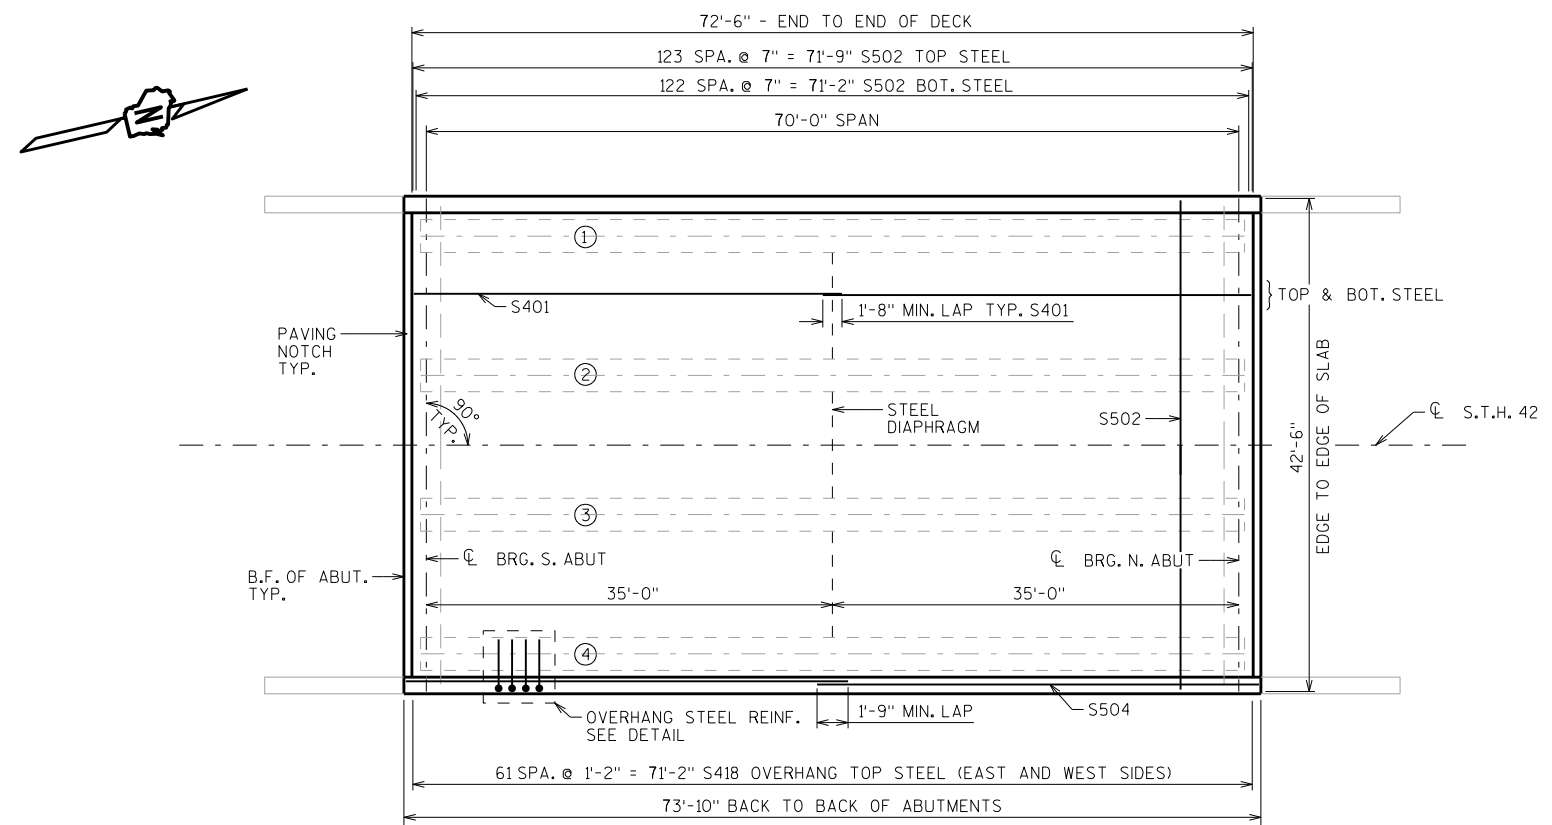 72'-6" - END TO END OF DECK
123 SPA. @ 7" = 71'-9" S502 TOP STEEL
122 SPA. @ 7" = 71'-2" S502 BOT. STEEL
70'-0" SPAN
N
1
S401
1'-8" MIN. LAP TYP. S401
TOP & BOT. STEEL
PAVING
NOTCH
TYP.
2
90°
TYP.
STEEL
DIAPHRAGM
S502
℄ S.T.H. 42
42'-6"
EDGE TO EDGE OF SLAB
3
℄ BRG. S. ABUT
℄ BRG. N. ABUT
B.F. OF ABUT.
TYP.
35'-0"
35'-0"
4
OVERHANG STEEL REINF.
SEE DETAIL
1'-9" MIN. LAP
S504
61 SPA. @ 1'-2" = 71'-2" S418 OVERHANG TOP STEEL (EAST AND WEST SIDES)
73'-10" BACK TO BACK OF ABUTMENTS